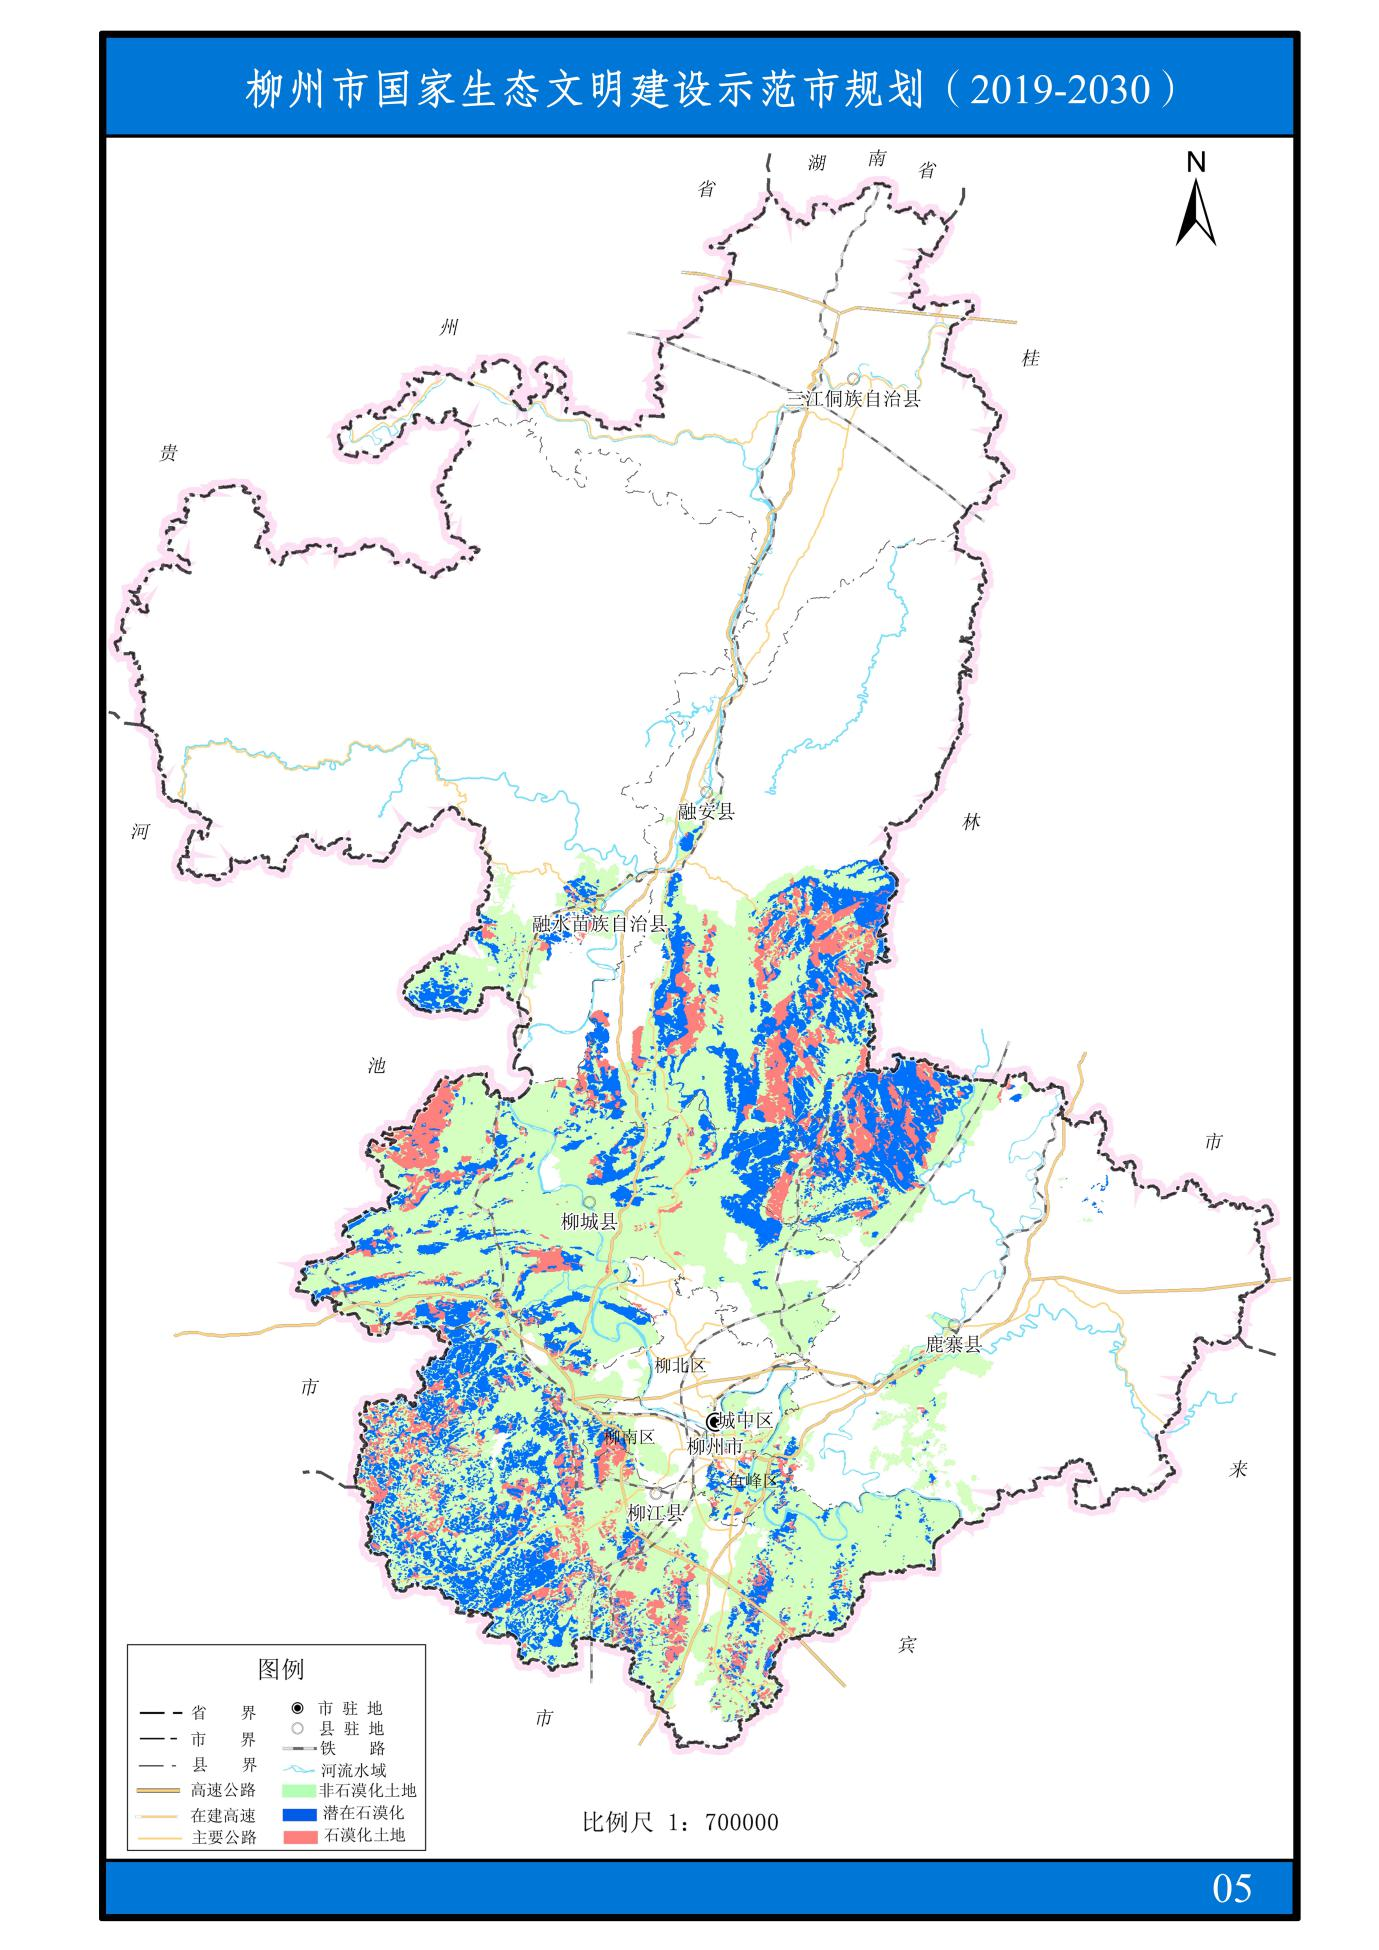 柳州市国家生态文明建设示范市规划（2019-2030）
N
湖 南 省
省
州
桂
三江侗族自治县
贵
融安县
河
林
融水苗族自治县
池
市
柳城县
鹿寨县
柳北区
市
城中区
柳南区
柳州市
来
鱼峰区
柳江县
宾
市
图例
省 界
市 驻 地
县 驻 地
市 界
铁 路
县 界
河流水域
高速公路
非石漠化土地
在建高速
潜在石漠化
主要公路
石漠化土地
比例尺 1：700000
05